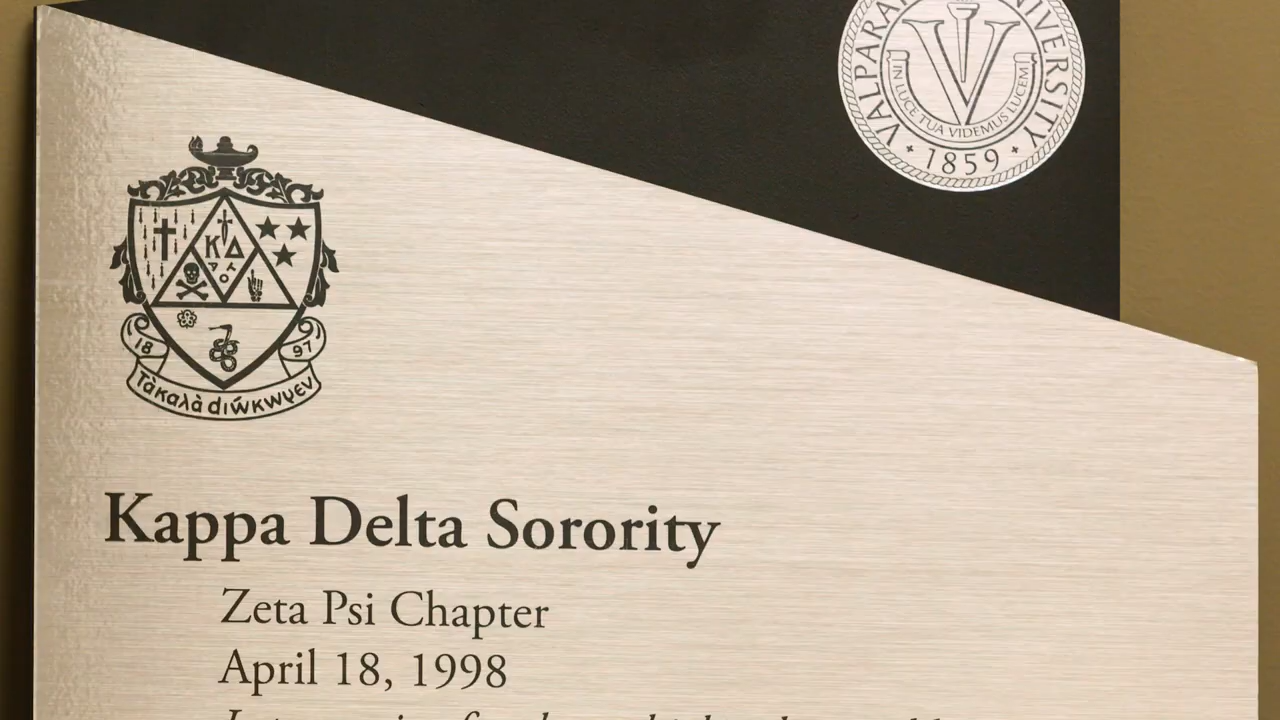 VALPARAISO UNIVERSITY
IN LUCE TUA VIDEMUS LUCEM
• 1859 •
Κ Δ
Α Ο Τ
18 97
Τὰ καλὰ διώκωμεν
Kappa Delta Sorority
Zeta Psi Chapter
April 18, 1998